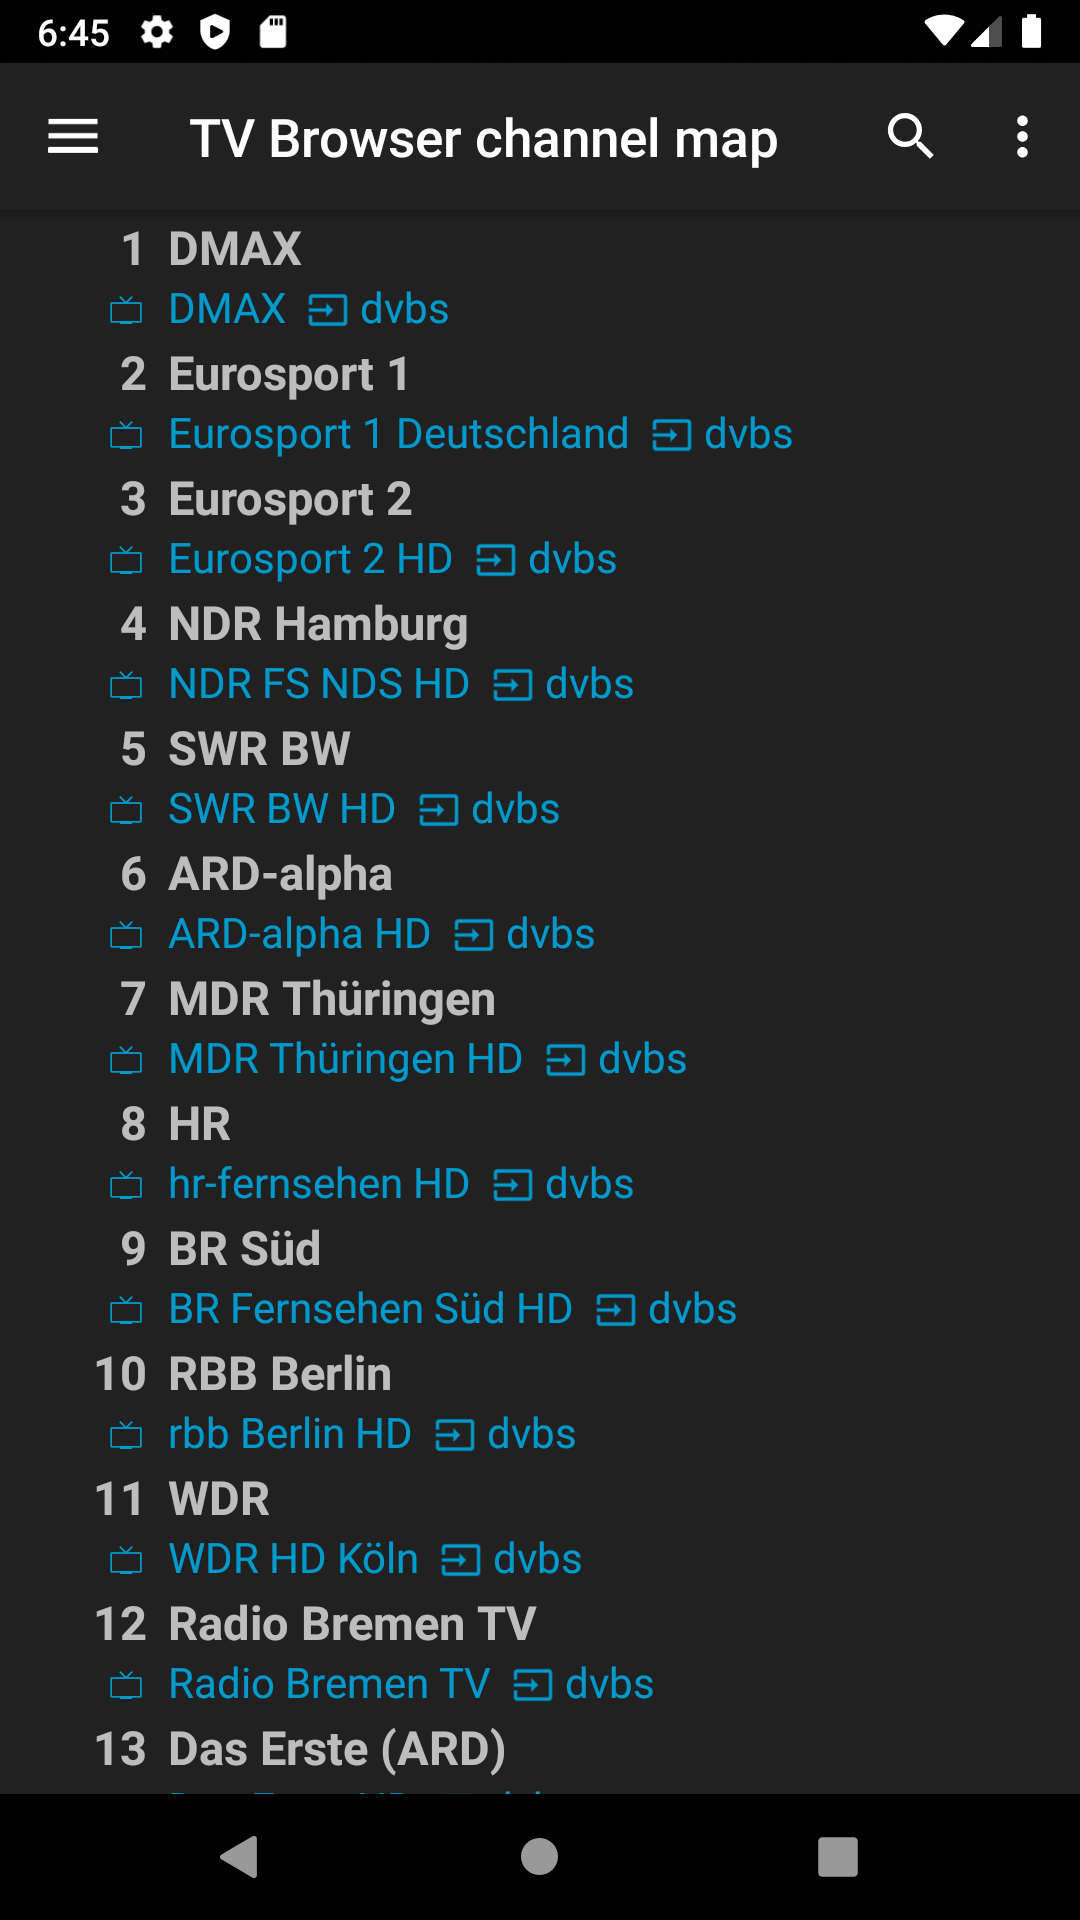 6:45
TV Browser channel map
1 DMAX
DMAX dvbs
2 Eurosport 1
Eurosport 1 Deutschland dvbs
3 Eurosport 2
Eurosport 2 HD dvbs
4 NDR Hamburg
NDR FS NDS HD dvbs
5 SWR BW
SWR BW HD dvbs
6 ARD-alpha
ARD-alpha HD dvbs
7 MDR Thüringen
MDR Thüringen HD dvbs
8 HR
hr-fernsehen HD dvbs
9 BR Süd
BR Fernsehen Süd HD dvbs
10 RBB Berlin
rbb Berlin HD dvbs
11 WDR
WDR HD Köln dvbs
12 Radio Bremen TV
Radio Bremen TV dvbs
13 Das Erste (ARD)